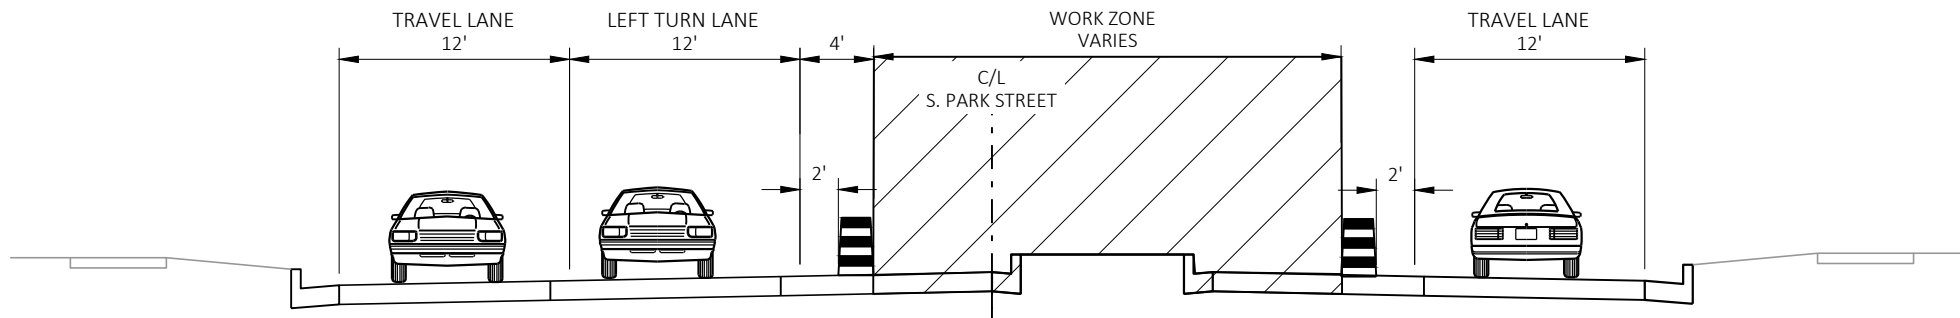 TRAVEL LANE
12'
LEFT TURN LANE
12'
4'
WORK ZONE
VARIES
TRAVEL LANE
12'
C/L
S. PARK STREET
2'
2'